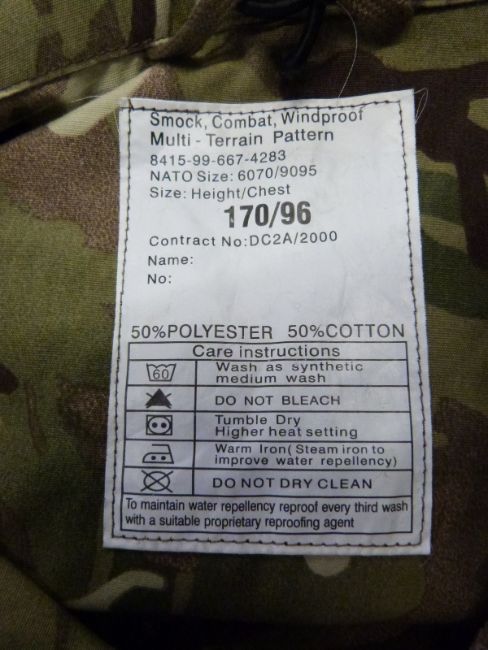 Smock, Combat, Windproof
Multi - Terrain Pattern
8415-99-667-4283
NATO Size: 6070/9095
Size: Height/Chest
170/96
Contract No:DC2A/2000
Name:
No:
50%POLYESTER 50%COTTON
Care instructions
60 Wash as synthetic
medium wash
DO NOT BLEACH
Tumble Dry
Higher heat setting
Warm Iron(Steam iron to
improve water repellency)
DO NOT DRY CLEAN
To maintain water repellency reproof every third wash
with a suitable proprietary reproofing agent